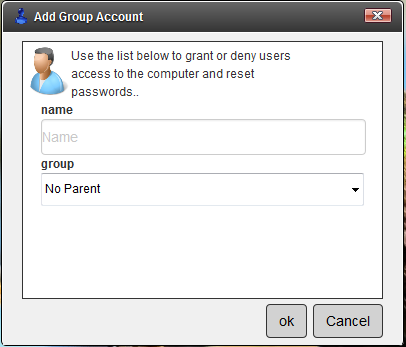 Add Group Account
Use the list below to grant or deny users
access to the computer and reset
passwords..
name
Name
group
No Parent
ok
Cancel